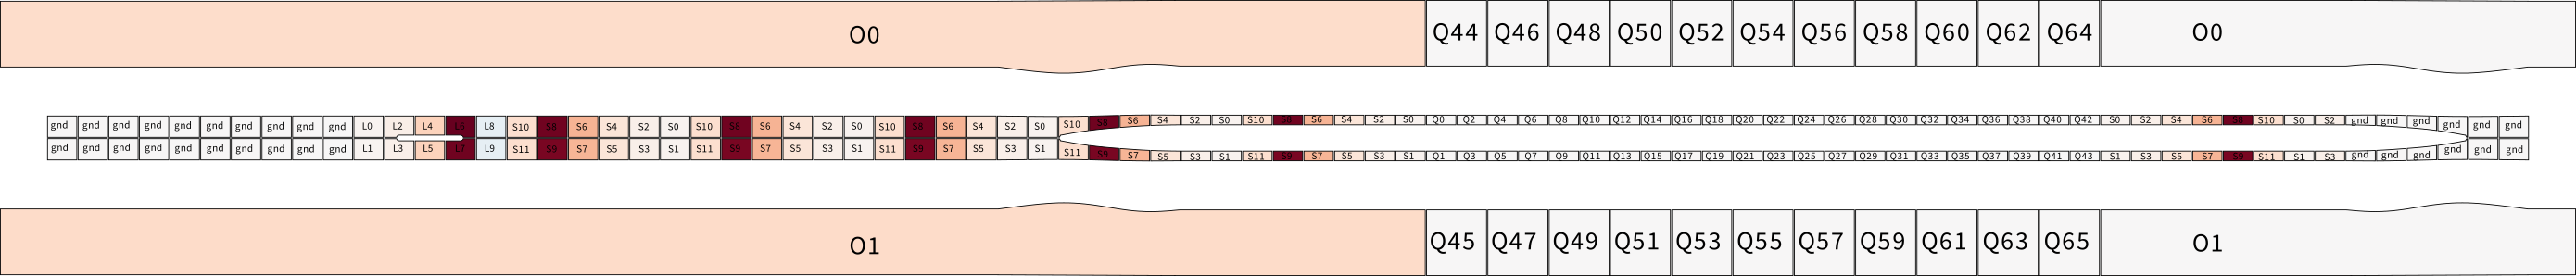 O0 Q44 Q46 Q48 Q50 Q52 Q54 Q56 Q58 Q60 Q62 Q64 O0
gnd gnd gnd gnd gnd gnd gnd gnd gnd gnd L0 L2 L4 L6 L8 S10 S8 S6 S4 S2 S0 S10 S8 S6 S4 S2 S0 S10 S8 S6 S4 S2 S0 S10 S8 S6 S4 S2 S0 S10 S8 S6 S4 S2 S0 Q0 Q2 Q4 Q6 Q8 Q10 Q12 Q14 Q16 Q18 Q20 Q22 Q24 Q26 Q28 Q30 Q32 Q34 Q36 Q38 Q40 Q42 S0 S2 S4 S6 S8 S10 S0 S2 gnd gnd gnd gnd gnd gnd
gnd gnd gnd gnd gnd gnd gnd gnd gnd gnd L1 L3 L5 L7 L9 S11 S9 S7 S5 S3 S1 S11 S9 S7 S5 S3 S1 S11 S9 S7 S5 S3 S1 S11 S9 S7 S5 S3 S1 S11 S9 S7 S5 S3 S1 Q1 Q3 Q5 Q7 Q9 Q11 Q13 Q15 Q17 Q19 Q21 Q23 Q25 Q27 Q29 Q31 Q33 Q35 Q37 Q39 Q41 Q43 S1 S3 S5 S7 S9 S11 S1 S3 gnd gnd gnd gnd gnd gnd
O1 Q45 Q47 Q49 Q51 Q53 Q55 Q57 Q59 Q61 Q63 Q65 O1